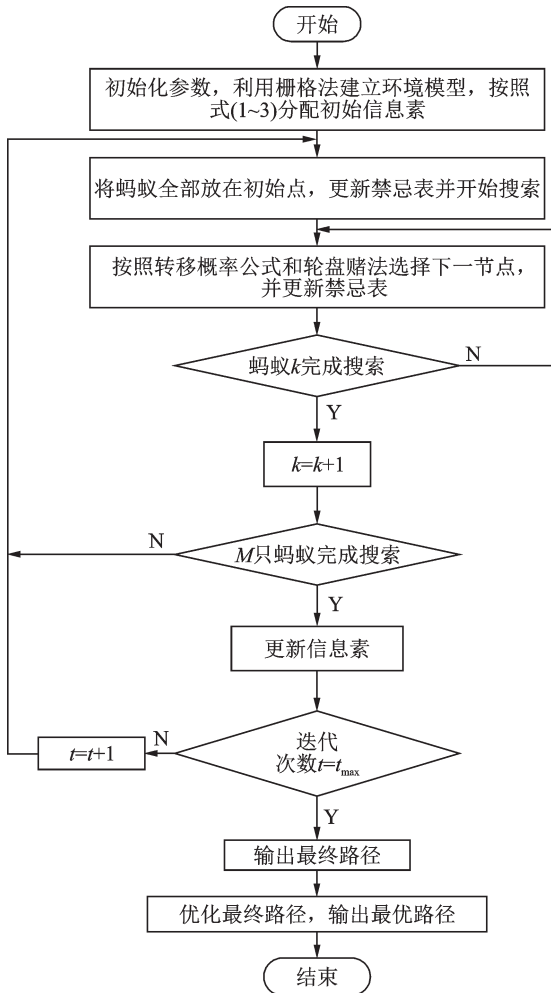 开始
初始化参数，利用栅格法建立环境模型，按照
式(1~3)分配初始信息素
将蚂蚁全部放在初始点，更新禁忌表并开始搜索
按照转移概率公式和轮盘赌法选择下一节点，
并更新禁忌表
蚂蚁k完成搜索
N
Y
k=k+1
M只蚂蚁完成搜索
N
Y
更新信息素
迭代
次数t=tmax
N
t=t+1
Y
输出最终路径
优化最终路径，输出最优路径
结束